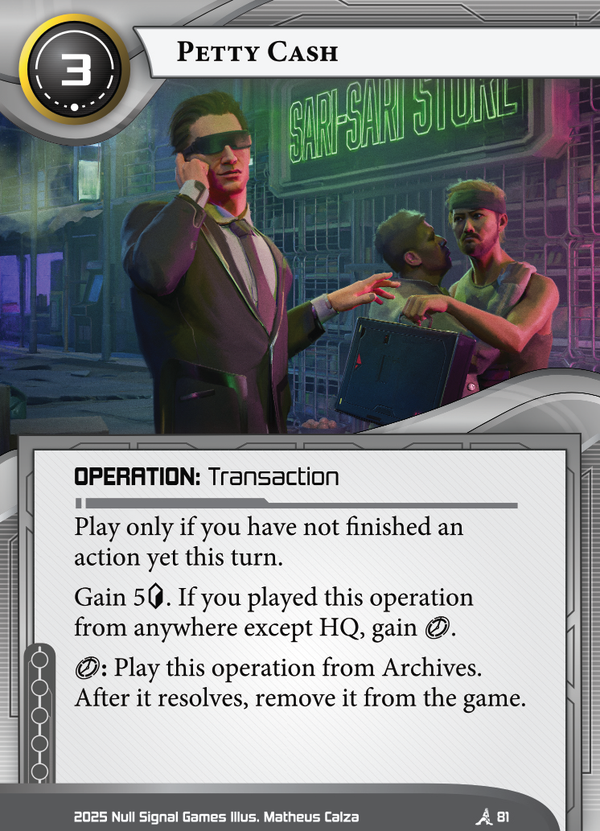 3
Petty Cash
SARI-SARI STORE
OPERATION: Transaction
Play only if you have not finished an
action yet this turn.
Gain 5. If you played this operation
from anywhere except HQ, gain .
: Play this operation from Archives.
After it resolves, remove it from the game.
2025 Null Signal Games Illus. Matheus Calza
81